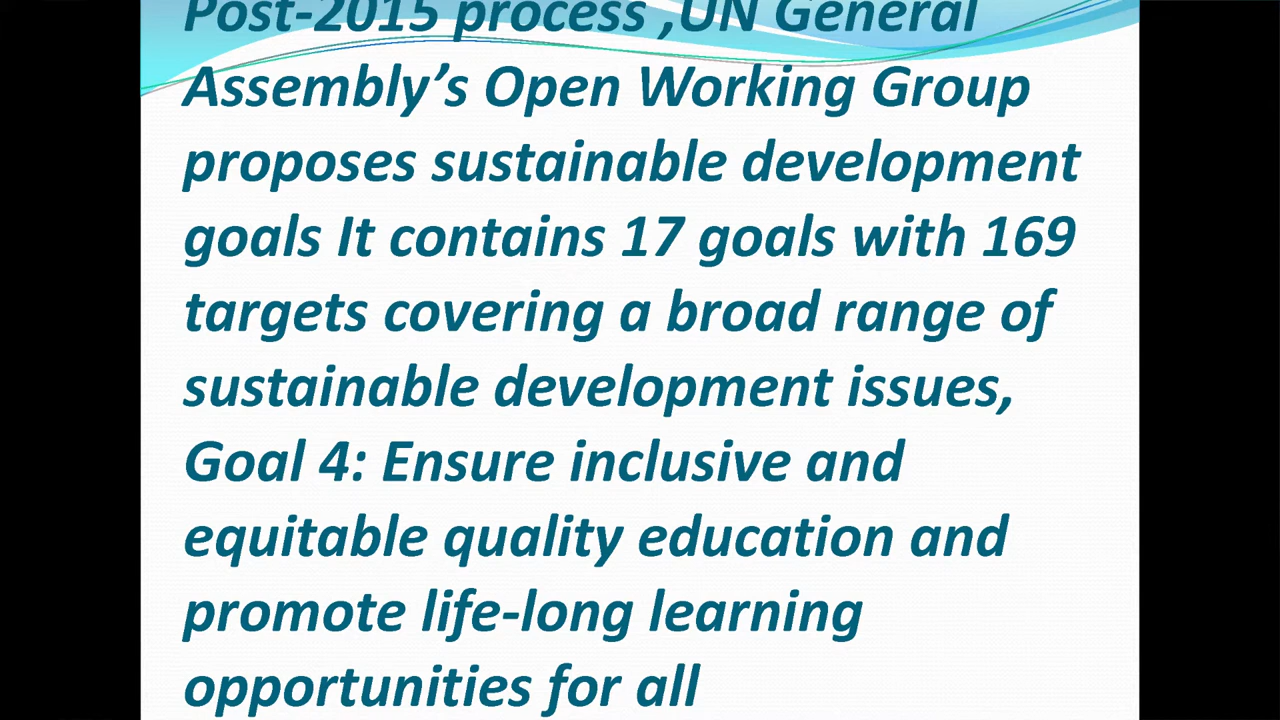 Post-2015 process ,UN General
Assembly’s Open Working Group
proposes sustainable development
goals It contains 17 goals with 169
targets covering a broad range of
sustainable development issues,
Goal 4: Ensure inclusive and
equitable quality education and
promote life-long learning
opportunities for all